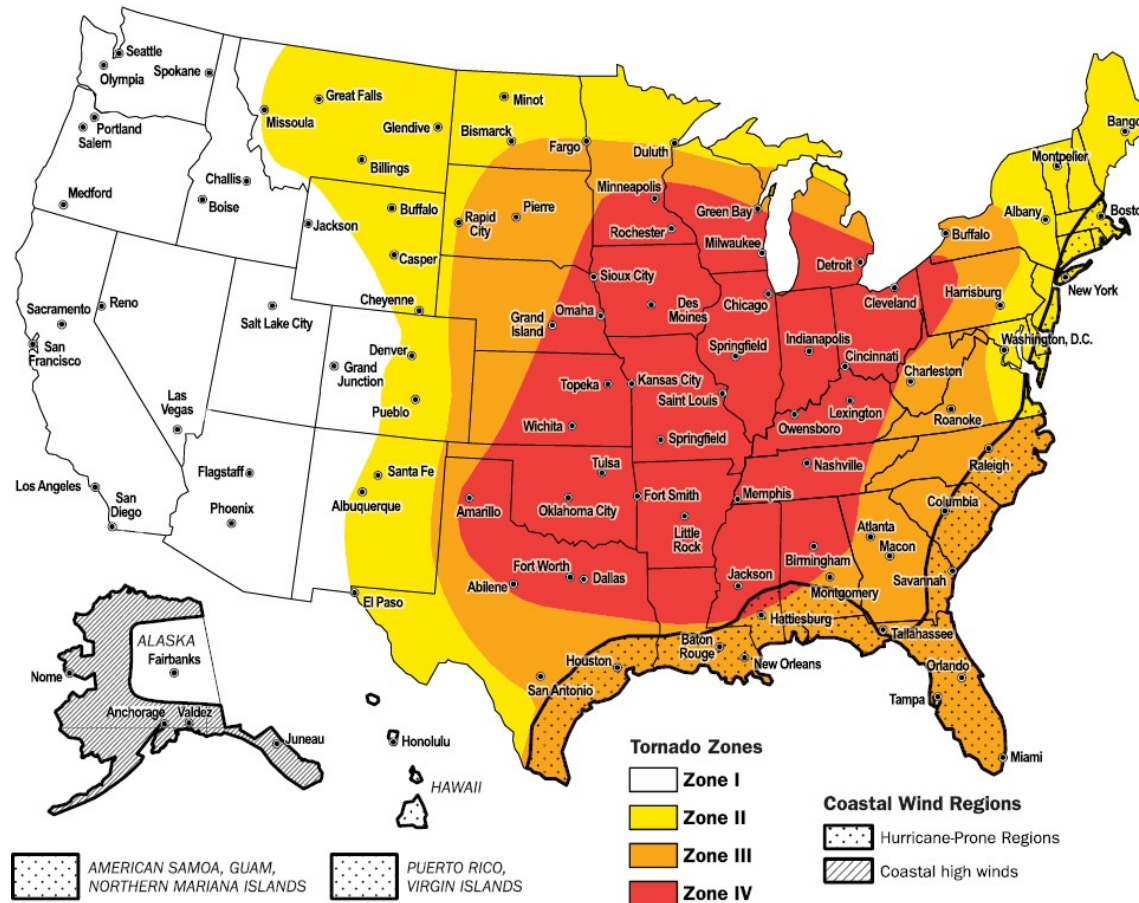 Seattle
Olympia
Spokane
Portland
Salem
Medford
Challis
Boise
Great Falls
Missoula
Glendive
Billings
Minot
Bismarck
Fargo
Duluth
Buffalo
Jackson
Casper
Cheyenne
Rapid
City
Pierre
Minneapolis
Rochester
Green Bay
Milwaukee
Detroit
Bango
Montpelier
Albany
Bosto
Buffalo
New York
Harrisburg
Cleveland
Washington, D.C.
Sacramento
Reno
San
Francisco
Salt Lake City
Las
Vegas
Denver
Grand
Junction
Pueblo
Grand
Island
Omaha
Sioux City
Des
Moines
Chicago
Springfield
Indianapolis
Cincinnati
Charleston
Roanoke
Topeka
Kansas City
Saint Louis
Lexington
Owensboro
Wichita
Springfield
Nashville
Raleigh
Los Angeles
San
Diego
Flagstaff
Phoenix
Santa Fe
Albuquerque
El Paso
Amarillo
Tulsa
Oklahoma City
Fort Smith
Little
Rock
Memphis
Columbia
Atlanta
Macon
Birmingham
Savannah
Montgomery
Fort Worth
Dallas
Abilene
Jackson
Hattiesburg
Tallahassee
Baton
Rouge
New Orleans
Houston
San Antonio
Orlando
Tampa
Miami
ALASKA
Fairbanks
Nome
Anchorage
Valdez
Juneau
Honolulu
HAWAII
AMERICAN SAMOA, GUAM,
NORTHERN MARIANA ISLANDS
PUERTO RICO,
VIRGIN ISLANDS
Tornado Zones
Zone I
Zone II
Zone III
Zone IV
Coastal Wind Regions
Hurricane-Prone Regions
Coastal high winds